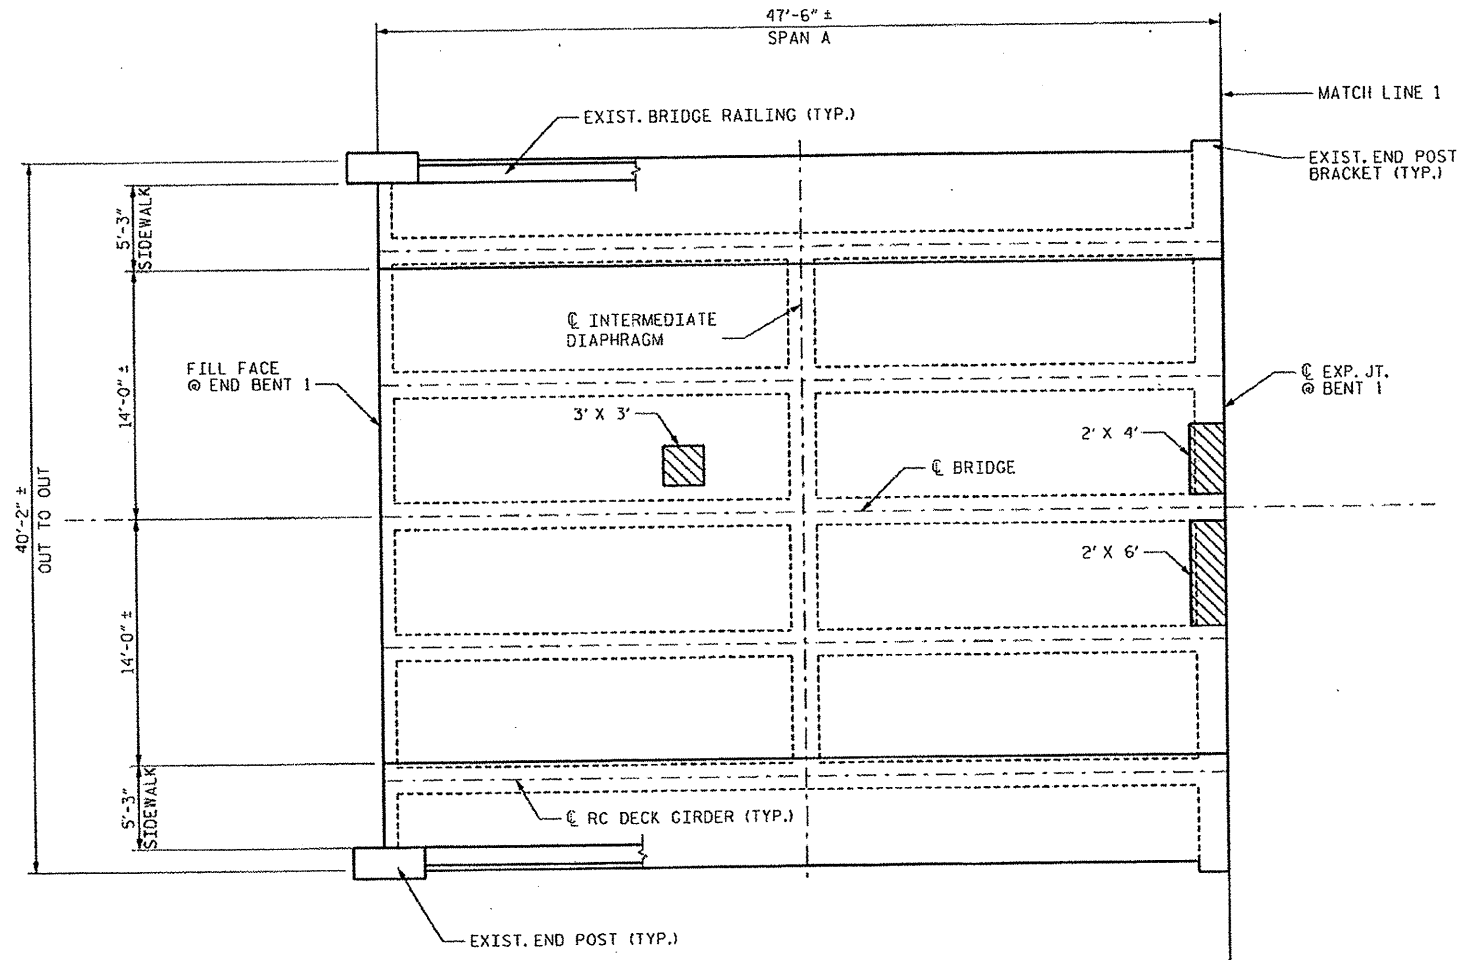 47'-6" ±
SPAN A
MATCH LINE 1
EXIST. BRIDGE RAILING (TYP.)
EXIST. END POST
BRACKET (TYP.)
5'-3"
SIDEWALK
℄ INTERMEDIATE
DIAPHRAGM
FILL FACE
@ END BENT 1
℄ EXP. JT.
@ BENT 1
14'-0" ±
3' X 3'
2' X 4'
℄ BRIDGE
40'-2" ±
OUT TO OUT
2' X 6'
14'-0" ±
5'-3"
SIDEWALK
℄ RC DECK GIRDER (TYP.)
EXIST. END POST (TYP.)